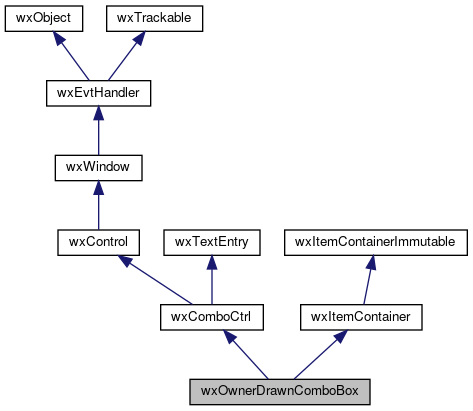 wxObject
wxTrackable
wxEvtHandler
wxWindow
wxControl
wxTextEntry
wxItemContainerImmutable
wxComboCtrl
wxItemContainer
wxOwnerDrawnComboBox